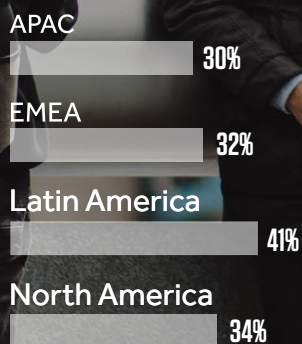 APAC
30%
EMEA
32%
Latin America
41%
North America
34%